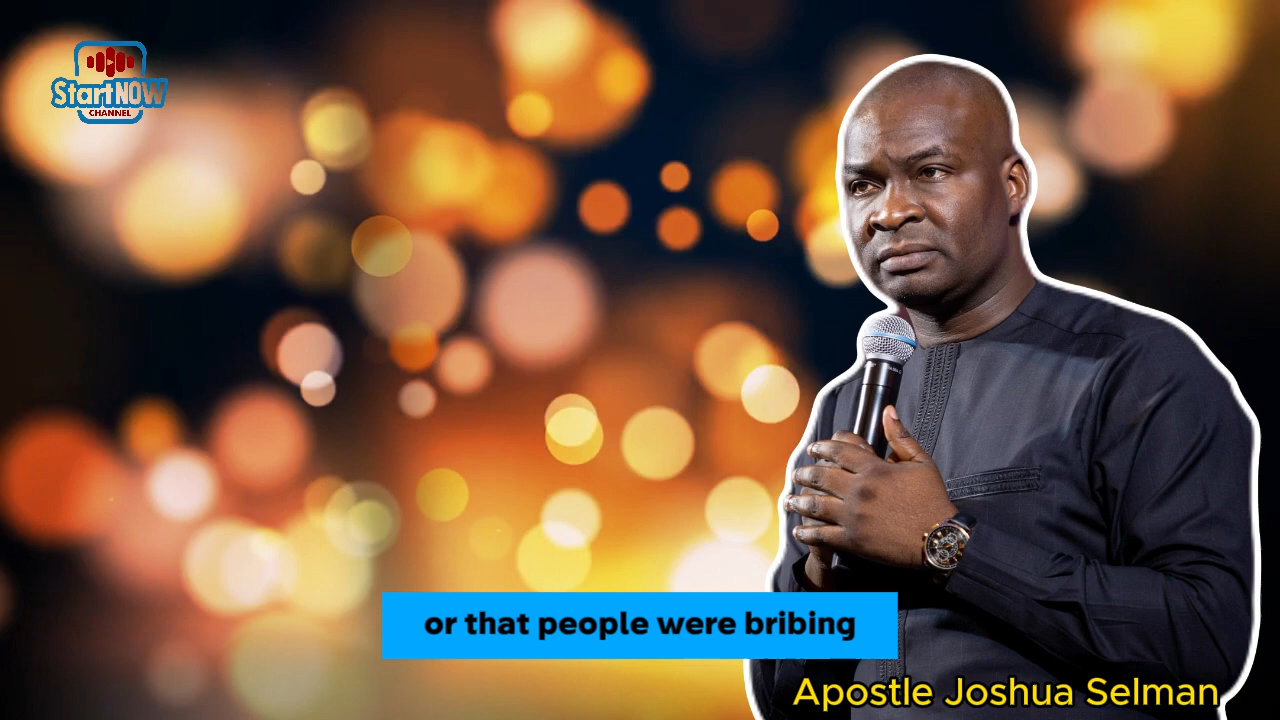 StartNOW
CHANNEL
or that people were bribing
Apostle Joshua Selman